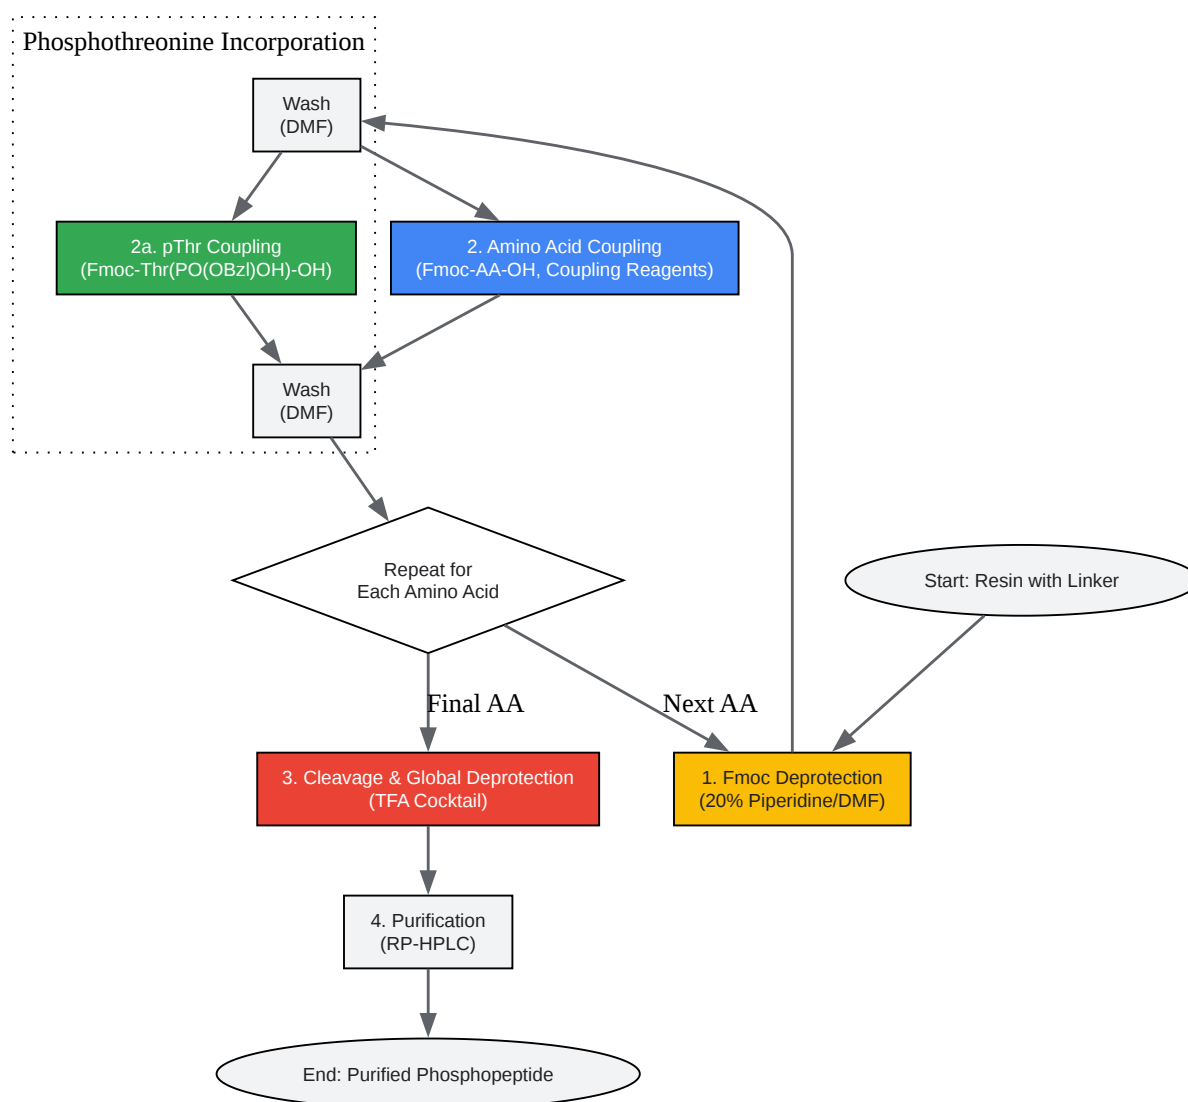 Phosphothreonine Incorporation
Wash
(DMF)
2a. pThr Coupling
(Fmoc-Thr(PO(OBzl)OH)-OH)
2. Amino Acid Coupling
(Fmoc-AA-OH, Coupling Reagents)
Wash
(DMF)
Repeat for
Each Amino Acid
Start: Resin with Linker
Final AA
Next AA
3. Cleavage & Global Deprotection
(TFA Cocktail)
1. Fmoc Deprotection
(20% Piperidine/DMF)
4. Purification
(RP-HPLC)
End: Purified Phosphopeptide